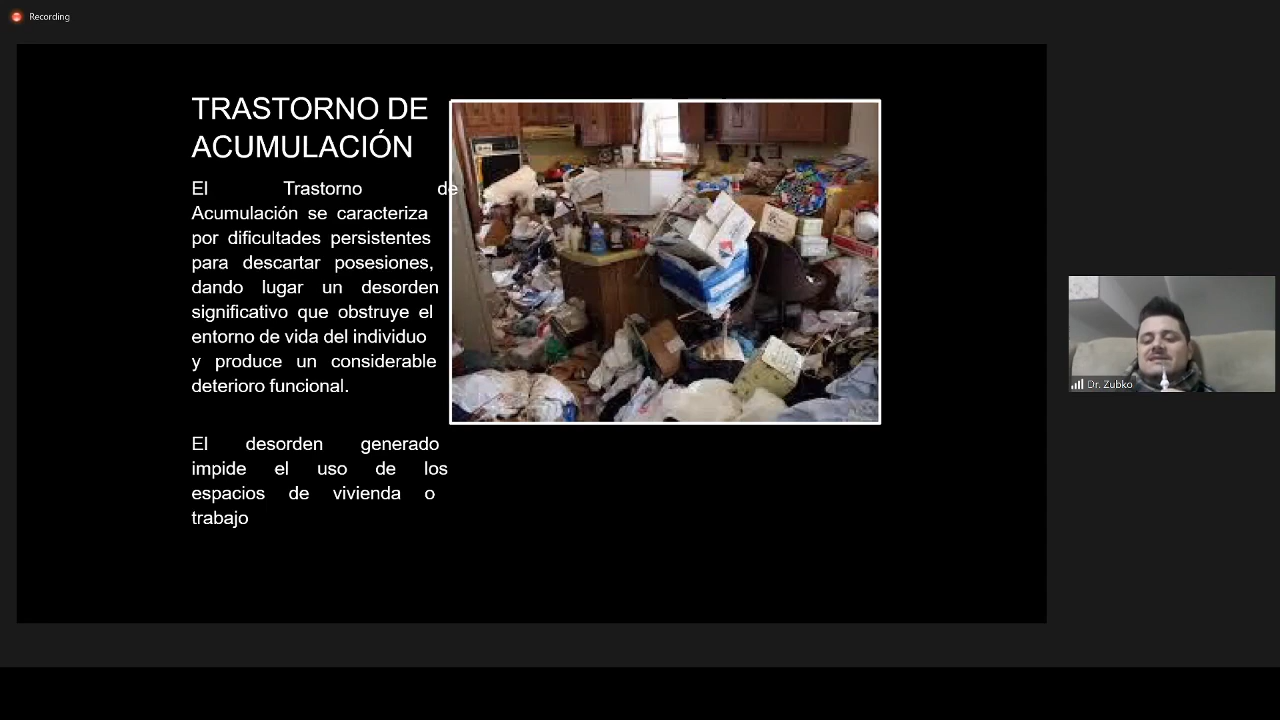 Recording
TRASTORNO DE
ACUMULACIÓN
El Trastorno de
Acumulación se caracteriza
por dificultades persistentes
para descartar posesiones,
dando lugar un desorden
significativo que obstruye el
entorno de vida del individuo
y produce un considerable
deterioro funcional.
El desorden generado
impide el uso de los
espacios de vivienda o
trabajo
Dr. Zubko